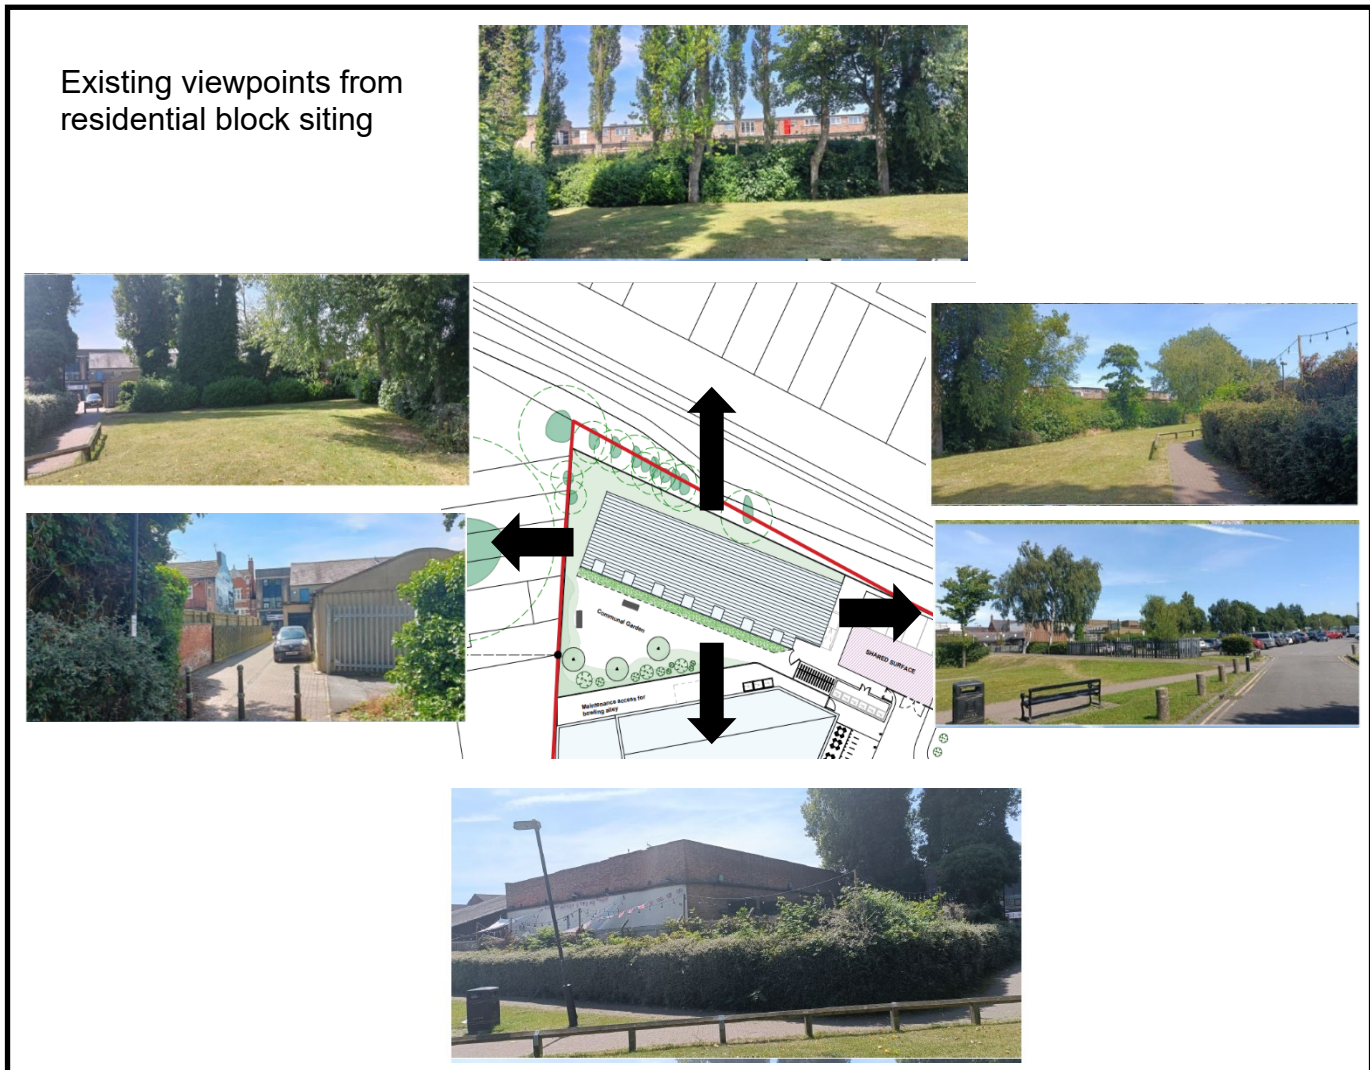 Existing viewpoints from
residential block siting
Communal Garden
SHARED SURFACE
Maintenance access for
bowling alley